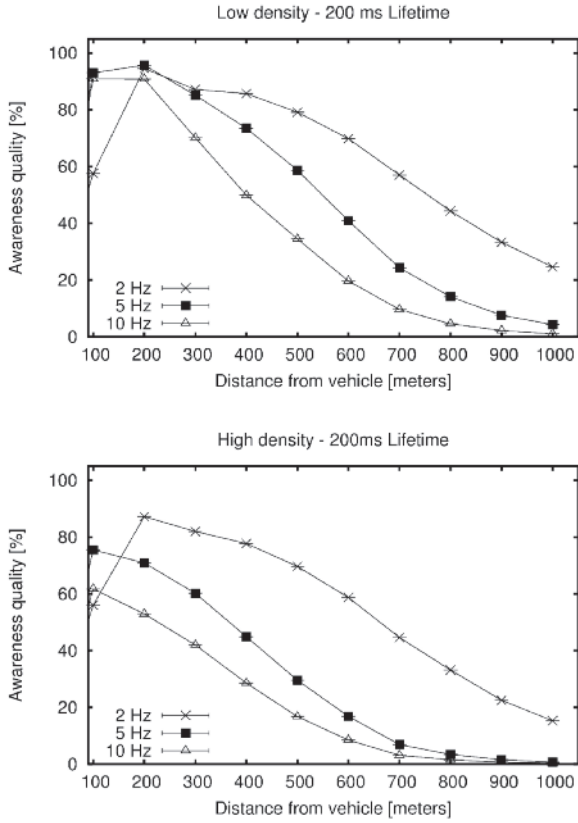 Low density - 200 ms Lifetime
100
80
60
40
20
0
Awareness quality [%]
2 Hz
5 Hz
10 Hz
100 200 300 400 500 600 700 800 900 1000
Distance from vehicle [meters]
High density - 200ms Lifetime
100
80
60
40
20
0
Awareness quality [%]
2 Hz
5 Hz
10 Hz
100 200 300 400 500 600 700 800 900 1000
Distance from vehicle [meters]